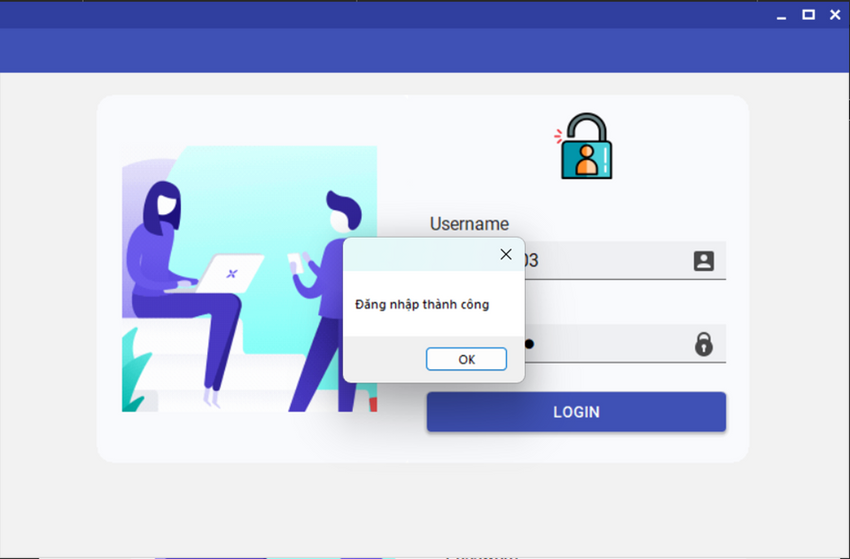 Username
03
Đăng nhập thành công
OK
LOGIN